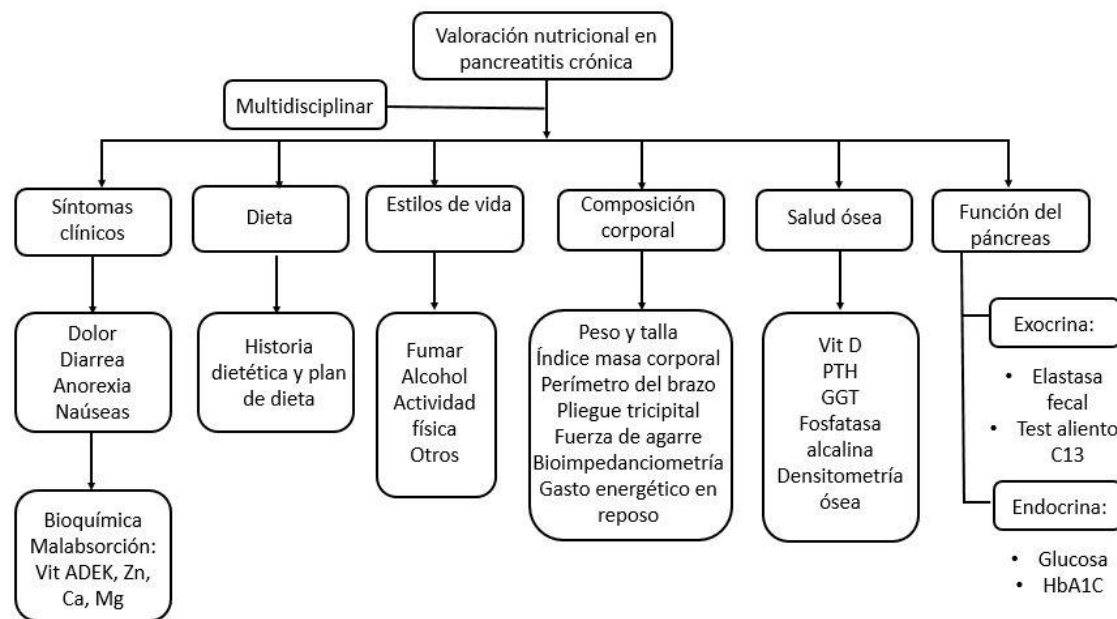 Valoración nutricional en
pancreatitis crónica
Multidisciplinar
Síntomas
clínicos
Dieta
Estilos de vida
Composición
corporal
Salud ósea
Función del
páncreas
Dolor
Diarrea
Anorexia
Naúseas
Historia
dietética y plan
de dieta
Fumar
Alcohol
Actividad
física
Otros
Peso y talla
Índice masa corporal
Perímetro del brazo
Pliegue tricipital
Fuerza de agarre
Bioimpedanciometría
Gasto energético en
reposo
Vit D
PTH
GGT
Fosfatasa
alcalina
Densitometría
ósea
Exocrina:
• Elastasa
fecal
• Test aliento
C13
Endocrina:
• Glucosa
• HbA1C
Bioquímica
Malabsorción:
Vit ADEK, Zn,
Ca, Mg